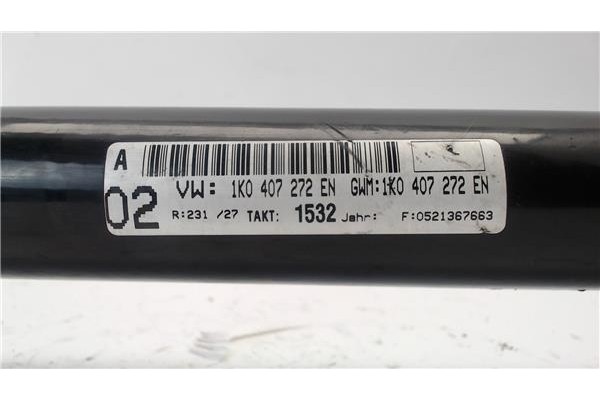 A
02
VW: 1K0 407 272 EN GWM:1K0 407 272 EN
R:231 /27 TAKT: 1532 Jahr: F:0521367663